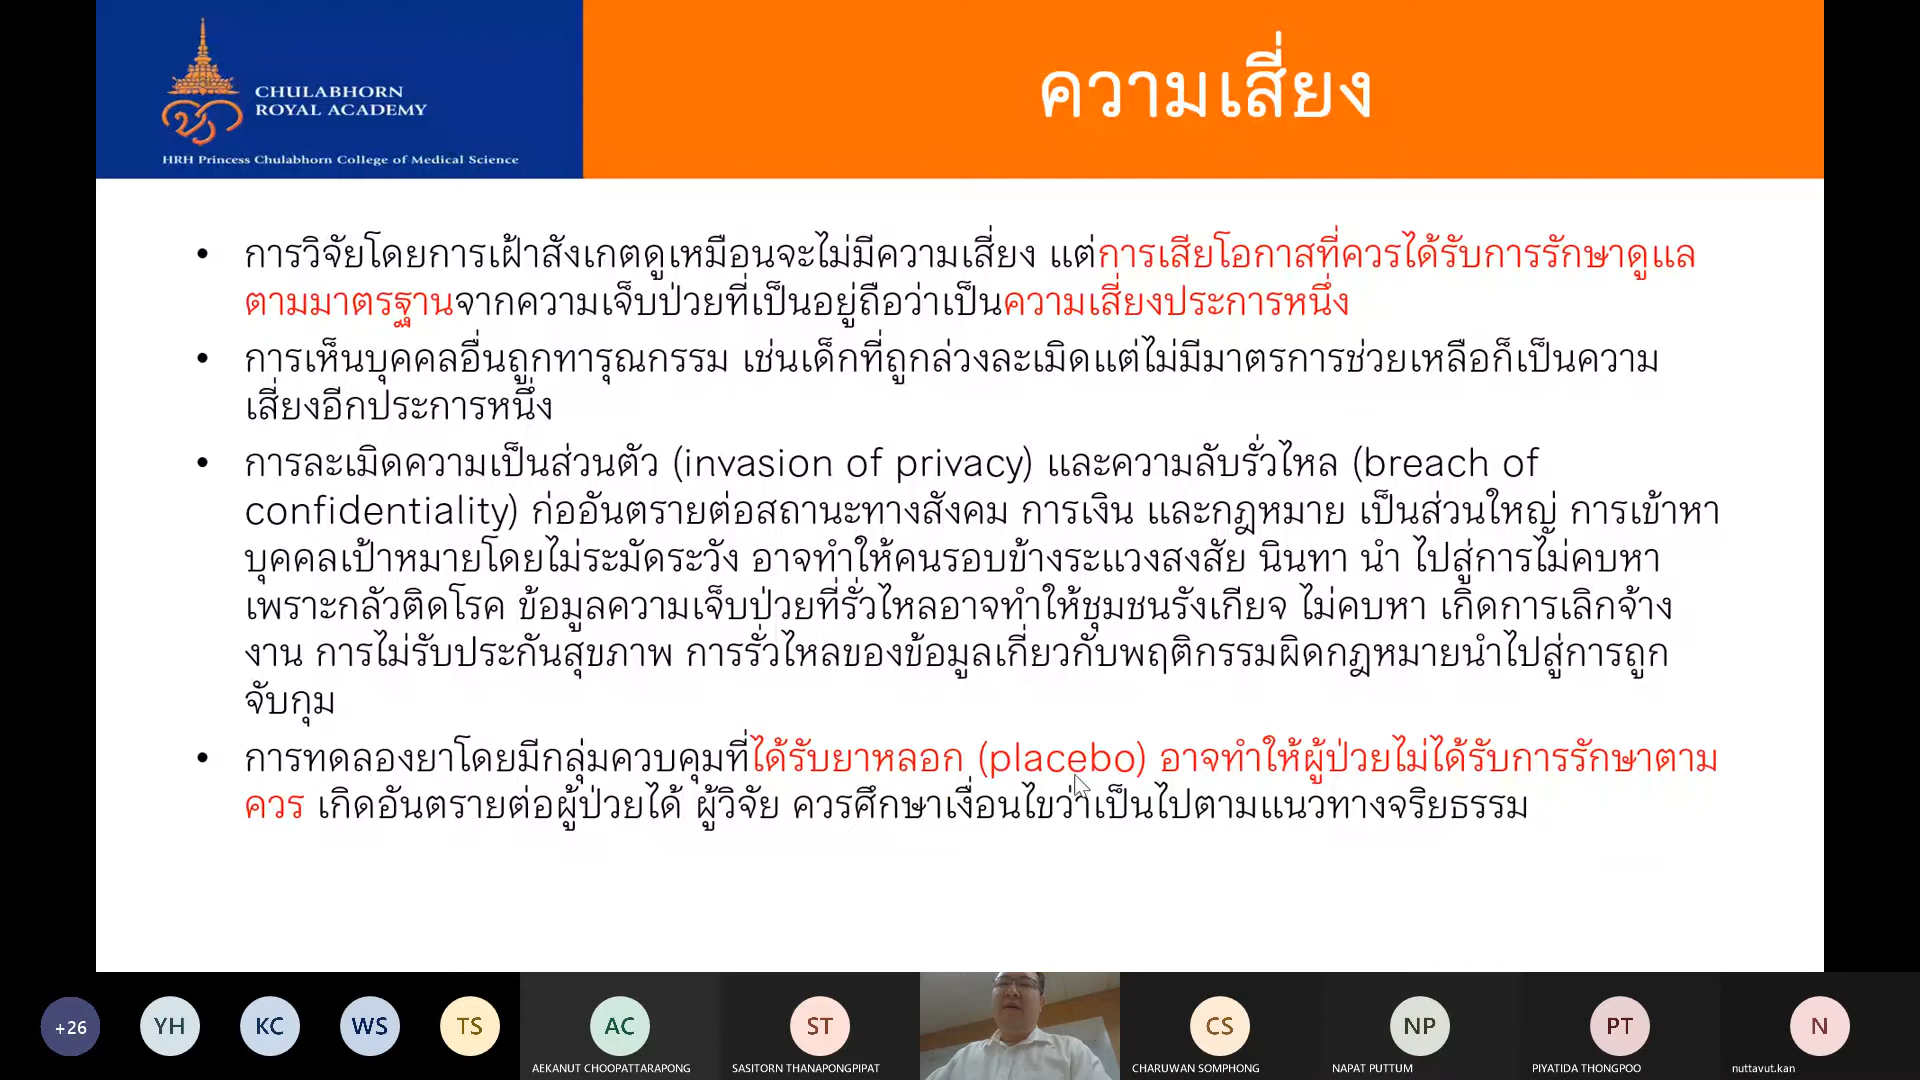 CHULABHORN
ROYAL ACADEMY
HRH Princess Chulabhorn College of Medical Science
ความเสี่ยง
• การวิจัยโดยการเฝ้าสังเกตดูเหมือนจะไม่มีความเสี่ยง แต่การเสียโอกาสที่ควรได้รับการรักษาดูแล
ตามมาตรฐานจากความเจ็บป่วยที่เป็นอยู่ถือว่าเป็นความเสี่ยงประการหนึ่ง
• การเห็นบุคคลอื่นถูกทารุณกรรม เช่นเด็กที่ถูกล่วงละเมิดแต่ไม่มีมาตรการช่วยเหลือก็เป็นความ
เสี่ยงอีกประการหนึ่ง
• การละเมิดความเป็นส่วนตัว (invasion of privacy) และความลับรั่วไหล (breach of
confidentiality) ก่ออันตรายต่อสถานะทางสังคม การเงิน และกฎหมาย เป็นส่วนใหญ่ การเข้าหา
บุคคลเป้าหมายโดยไม่ระมัดระวัง อาจทำให้คนรอบข้างระแวงสงสัย นินทา นำ ไปสู่การไม่คบหา
เพราะกลัวติดโรค ข้อมูลความเจ็บป่วยที่รั่วไหลอาจทำให้ชุมชนรังเกียจ ไม่คบหา เกิดการเลิกจ้าง
งาน การไม่รับประกันสุขภาพ การรั่วไหลของข้อมูลเกี่ยวกับพฤติกรรมผิดกฎหมายนำไปสู่การถูก
จับกุม
• การทดลองยาโดยมีกลุ่มควบคุมที่ได้รับยาหลอก (placebo) อาจทำให้ผู้ป่วยไม่ได้รับการรักษาตาม
ควร เกิดอันตรายต่อผู้ป่วยได้ ผู้วิจัย ควรศึกษาเงื่อนไขว่าเป็นไปตามแนวทางจริยธรรม
+26 YH KC WS TS AC ST CS NP PT N
AEKANUT CHOOPATTARAPONG SASITORN THANAPONGPIPAT CHARUWAN SOMPHONG NAPAT PUTTUM PIYATIDA THONGPOO nuttavut.kan